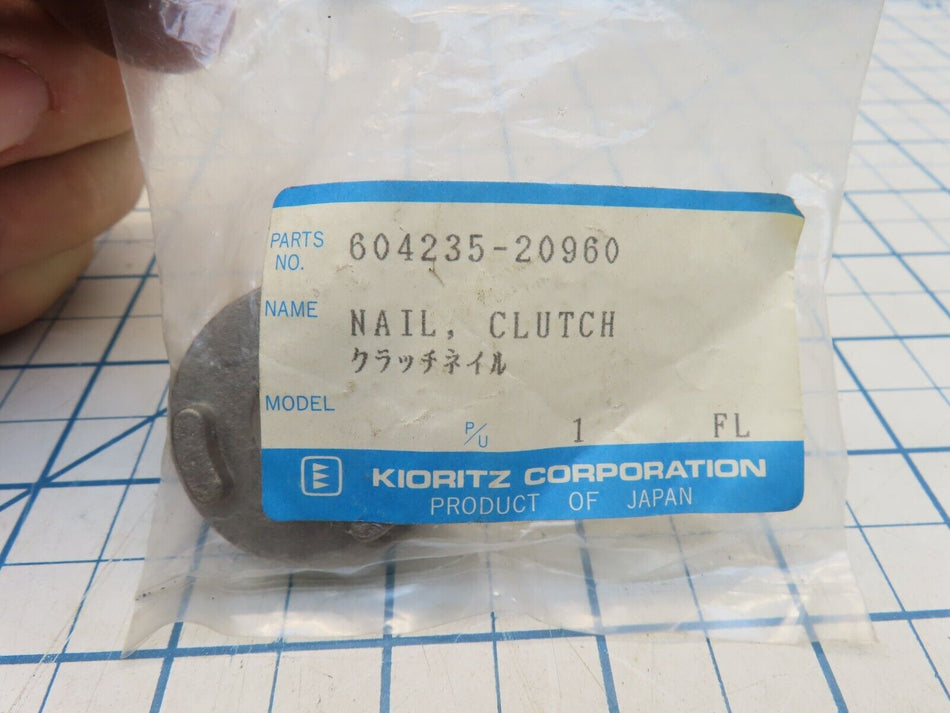 PARTS NO. 604235-20960
NAME NAIL, CLUTCH
クラッチネイル
MODEL
P/U 1 FL
KIORITZ CORPORATION
PRODUCT OF JAPAN